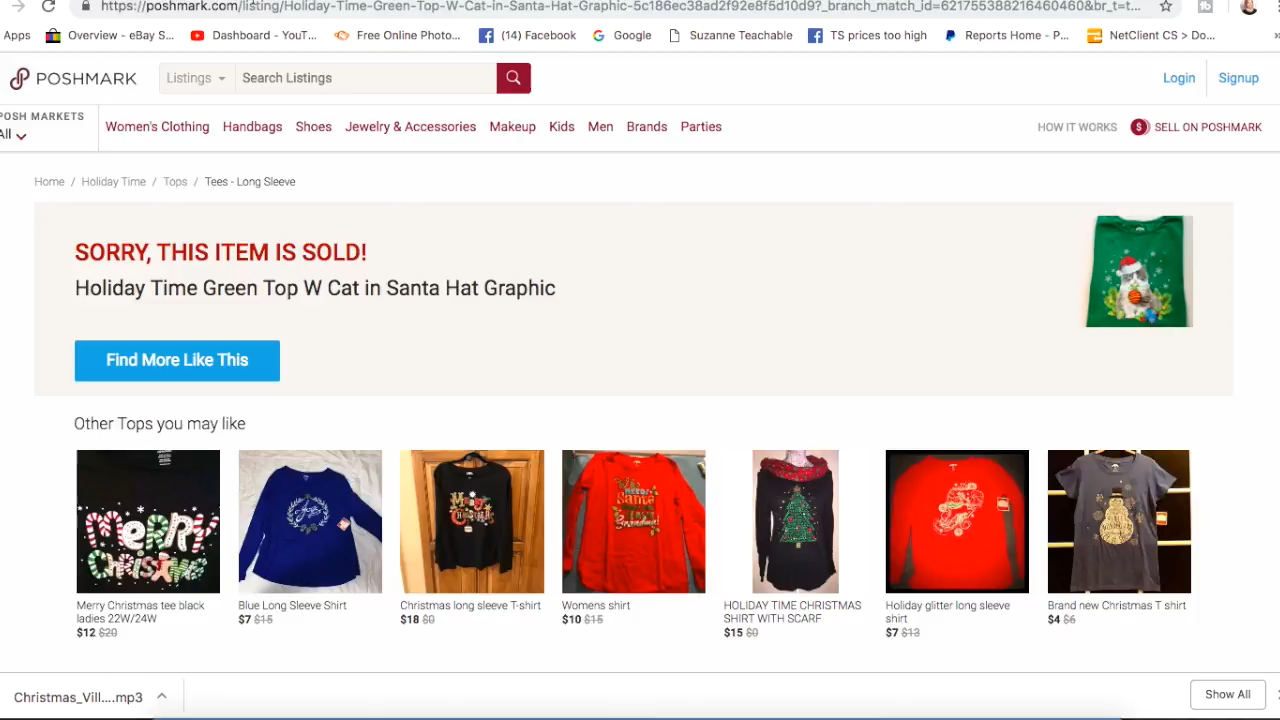 https://poshmark.com/listing/Holiday-Time-Green-Top-W-Cat-in-Santa-Hat-Graphic-5c186ec38ad2f92e8f5d10d9?_branch_match_id=621755388216460460&br_t=t...
Apps Overview - eBay S... Dashboard - YouT... Free Online Photo... (14) Facebook Google Suzanne Teachable TS prices too high Reports Home - P... NetClient CS > Do...
POSHMARK Listings Search Listings Login Signup
POSH MARKETS
All
Women's Clothing Handbags Shoes Jewelry & Accessories Makeup Kids Men Brands Parties HOW IT WORKS $ SELL ON POSHMARK
Home / Holiday Time / Tops / Tees - Long Sleeve
SORRY, THIS ITEM IS SOLD!
Holiday Time Green Top W Cat in Santa Hat Graphic
Find More Like This
Other Tops you may like
MERRY
CHRISTMAS
Merry Christmas tee black
ladies 22W/24W
$12 $20
Blue Long Sleeve Shirt
$7 $15
Christmas long sleeve T-shirt
$18 $0
Womens shirt
$10 $15
HOLIDAY TIME CHRISTMAS
SHIRT WITH SCARF
$15 $0
Holiday glitter long sleeve
shirt
$7 $13
Brand new Christmas T shirt
$4 $6
Christmas_Vill....mp3
Show All